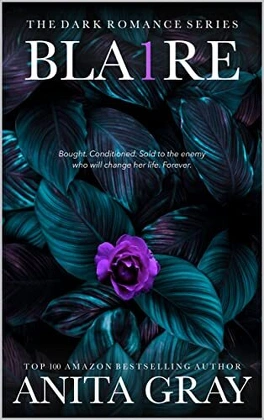 THE DARK ROMANCE SERIES
BLA1RE
Bought. Conditioned. Sold to the enemy
who will change her life. Forever.
TOP 100 AMAZON BESTSELLING AUTHOR
ANITA GRAY